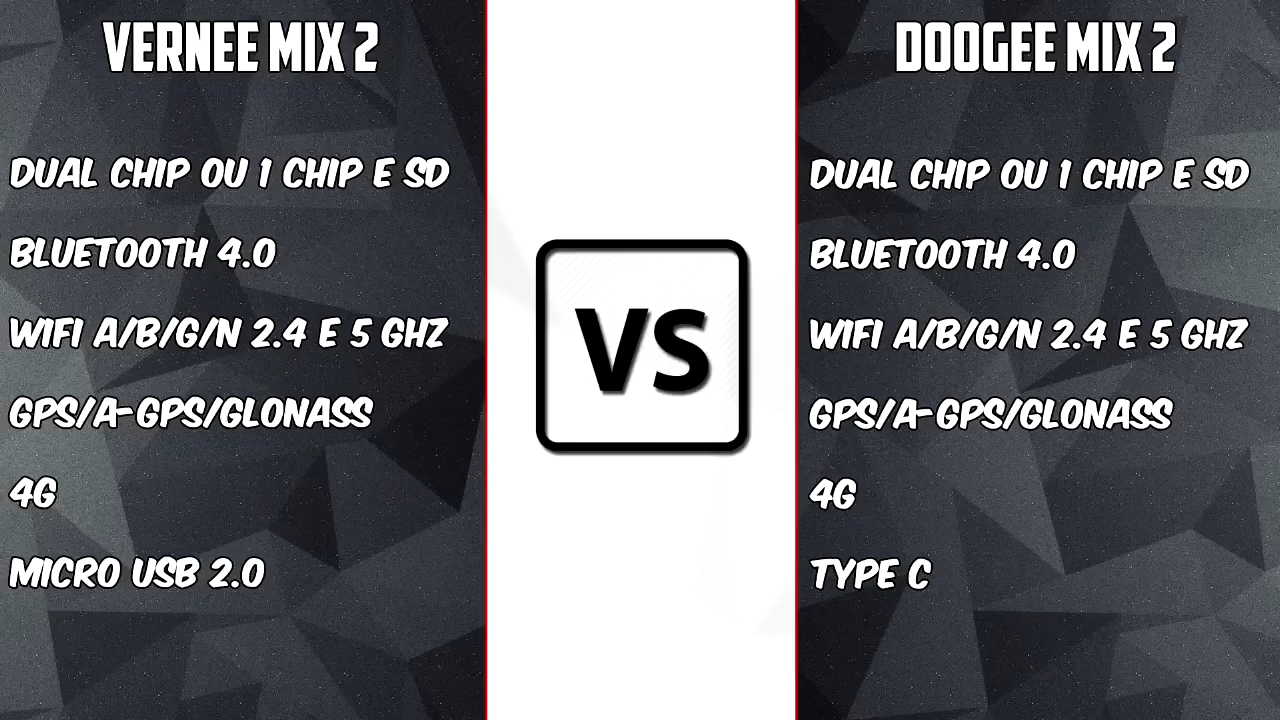 VERNEE MIX 2
DUAL CHIP OU 1 CHIP E SD
BLUETOOTH 4.0
WIFI A/B/G/N 2.4 E 5 GHZ
GPS/A-GPS/GLONASS
4G
MICRO USB 2.0
VS
DOOGEE MIX 2
DUAL CHIP OU 1 CHIP E SD
BLUETOOTH 4.0
WIFI A/B/G/N 2.4 E 5 GHZ
GPS/A-GPS/GLONASS
4G
TYPE C